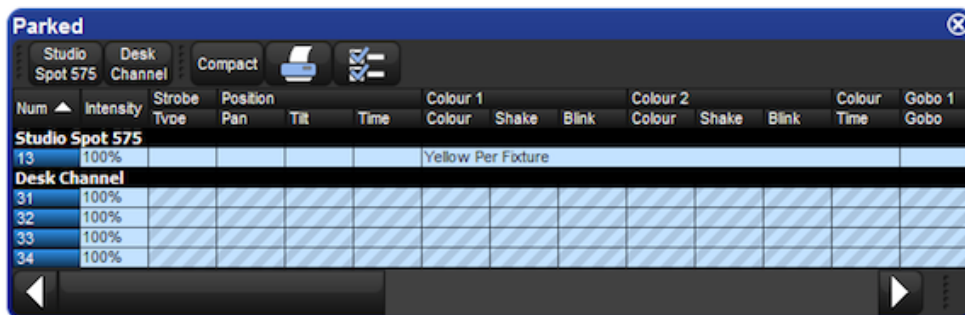 Parked
Studio Spot 575 Desk Channel Compact
Num Intensity Strobe Position Colour 1 Colour 2 Colour Gobo 1
Type Pan Tilt Time Colour Shake Blink Colour Shake Blink Time Gobo
Studio Spot 575
13 100% Yellow Per Fixture
Desk Channel
31 100%
32 100%
33 100%
34 100%